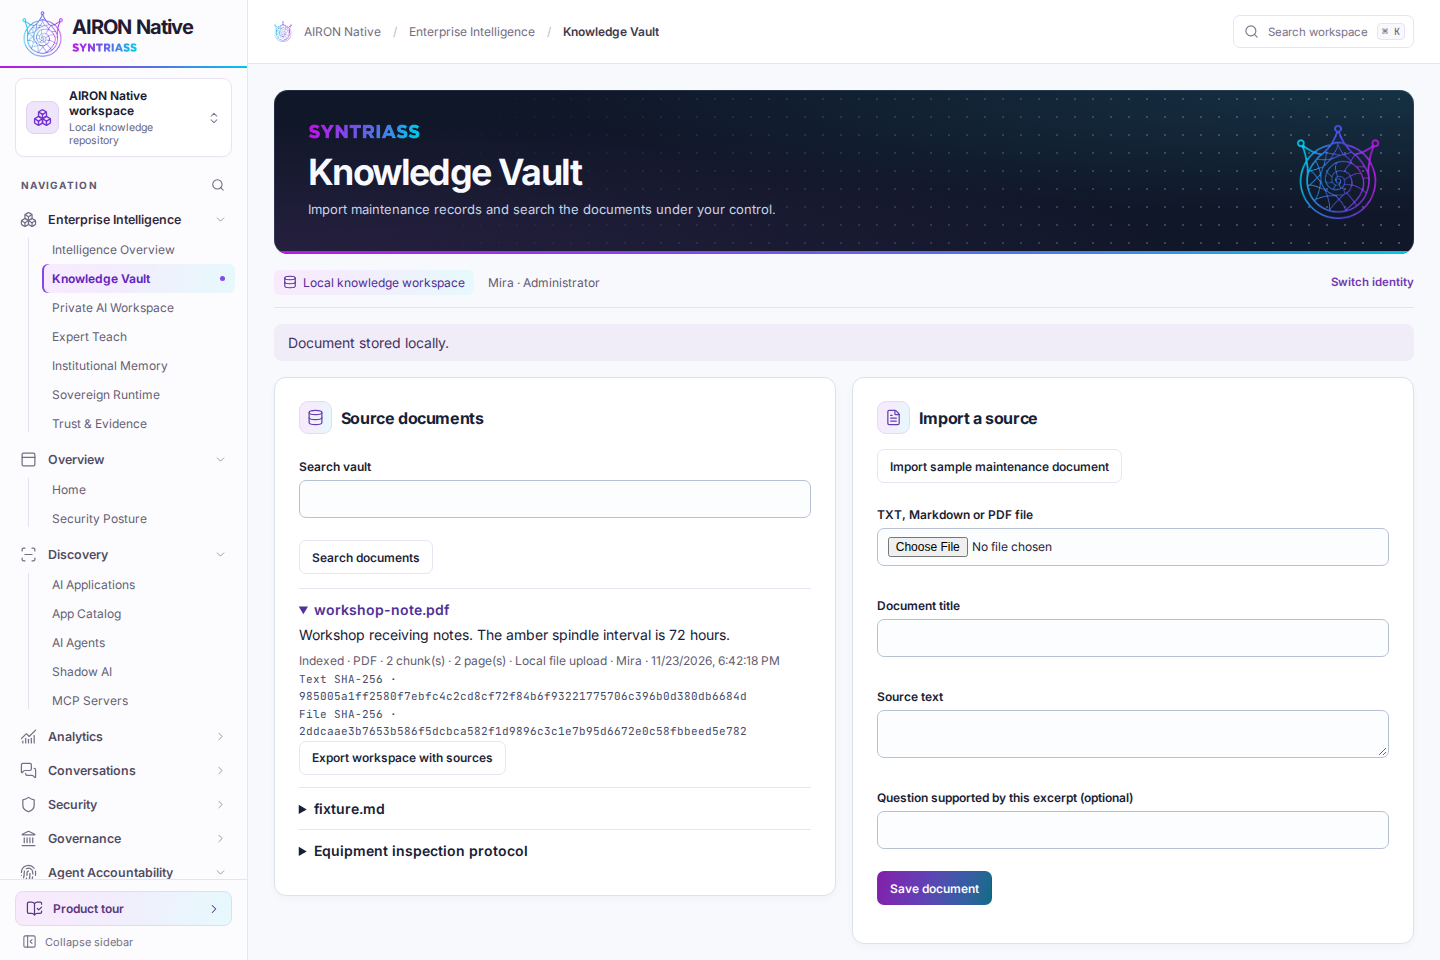 AIRON Native
SYNTRIASS
AIRON Native
workspace
Local knowledge
repository
NAVIGATION
Enterprise Intelligence
Intelligence Overview
Knowledge Vault
Private AI Workspace
Expert Teach
Institutional Memory
Sovereign Runtime
Trust & Evidence
Overview
Home
Security Posture
Discovery
AI Applications
App Catalog
AI Agents
Shadow AI
MCP Servers
Analytics
Conversations
Security
Governance
Agent Accountability
Product tour
Collapse sidebar
AIRON Native / Enterprise Intelligence / Knowledge Vault
Search workspace ⌘ K
SYNTRIASS
Knowledge Vault
Import maintenance records and search the documents under your control.
Local knowledge workspace Mira · Administrator
Switch identity
Document stored locally.
Source documents
Search vault
Search documents
workshop-note.pdf
Workshop receiving notes. The amber spindle interval is 72 hours.
Indexed · PDF · 2 chunk(s) · 2 page(s) · Local file upload · Mira · 11/23/2026, 6:42:18 PM
Text SHA-256 ·
985005a1ff2580f7ebfc4c2cd8cf72f84b6f93221775706c396b0d380db6684d
File SHA-256 ·
2ddcaae3b7653b586f5dcbca582f1d9896c3c1e7b95d6672e0c58fbbeed5e782
Export workspace with sources
fixture.md
Equipment inspection protocol
Import a source
Import sample maintenance document
TXT, Markdown or PDF file
Choose File No file chosen
Document title
Source text
Question supported by this excerpt (optional)
Save document